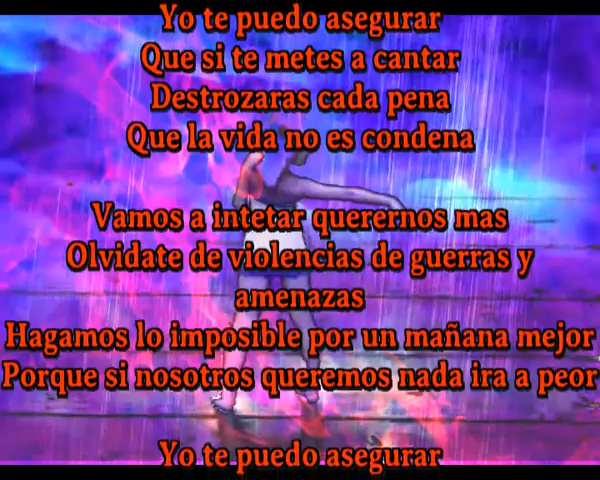 Yo te puedo asegurar
Que si te metes a cantar
Destrozaras cada pena
Que la vida no es condena
Vamos a intetar querernos mas
Olvidate de violencias de guerras y
amenazas
Hagamos lo imposible por un mañana mejor
Porque si nosotros queremos nada ira a peor
Yo te puedo asegurar